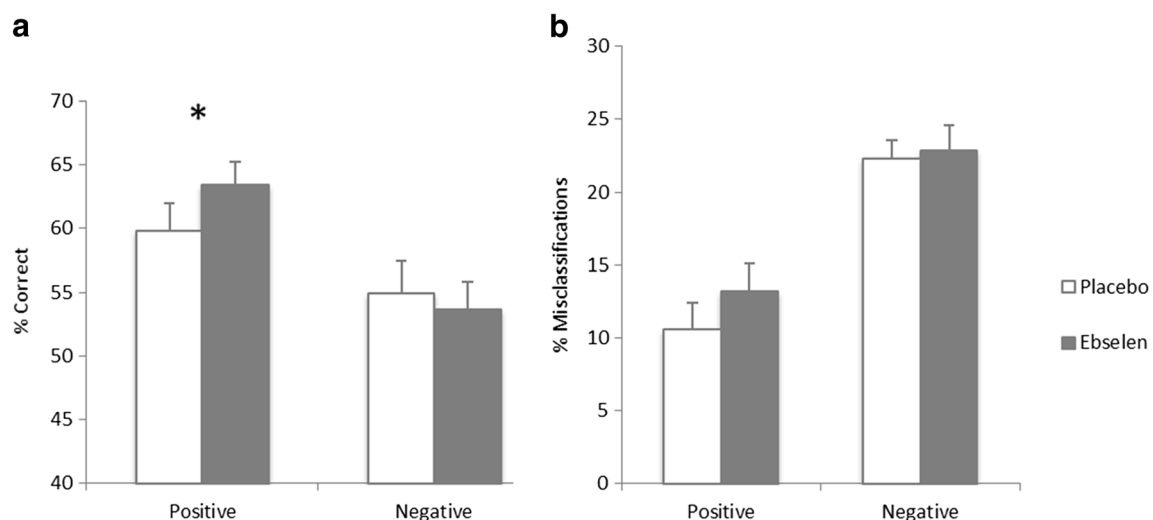 a
% Correct
70
65
60
55
50
45
40
*
Positive
Negative
b
% Misclassifications
30
25
20
15
10
5
0
Positive
Negative
Placebo
Ebselen